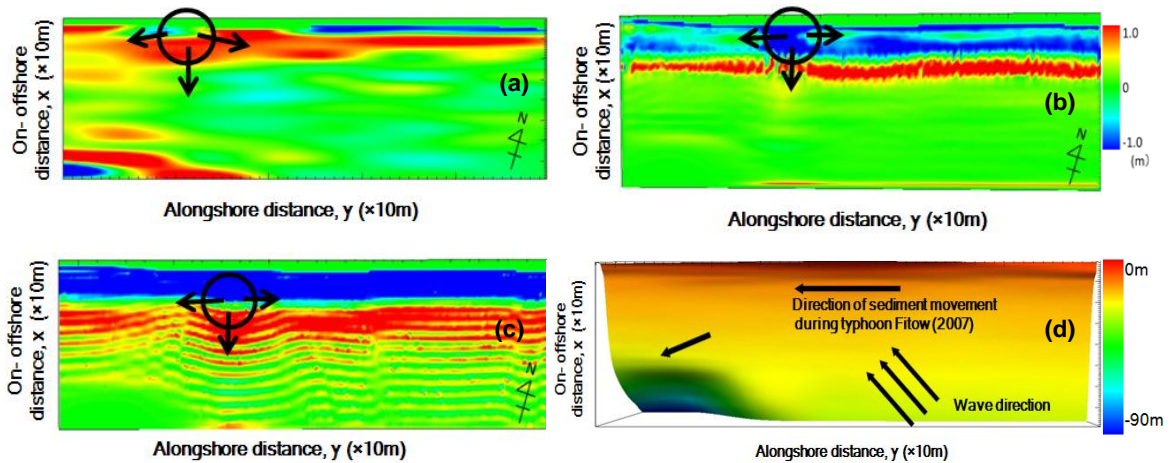 On- offshore
distance, x (×10m)
(a)
N
Alongshore distance, y (×10m)
On- offshore
distance, x (×10m)
(b)
N
1.0
-1.0
(m)
Alongshore distance, y (×10m)
On- offshore
distance, x (×10m)
(c)
N
Alongshore distance, y (×10m)
On- offshore
distance, x (×10m)
Direction of sediment movement
during typhoon Fitow (2007)
(d)
Wave direction
0m
-90m
Alongshore distance, y (×10m)